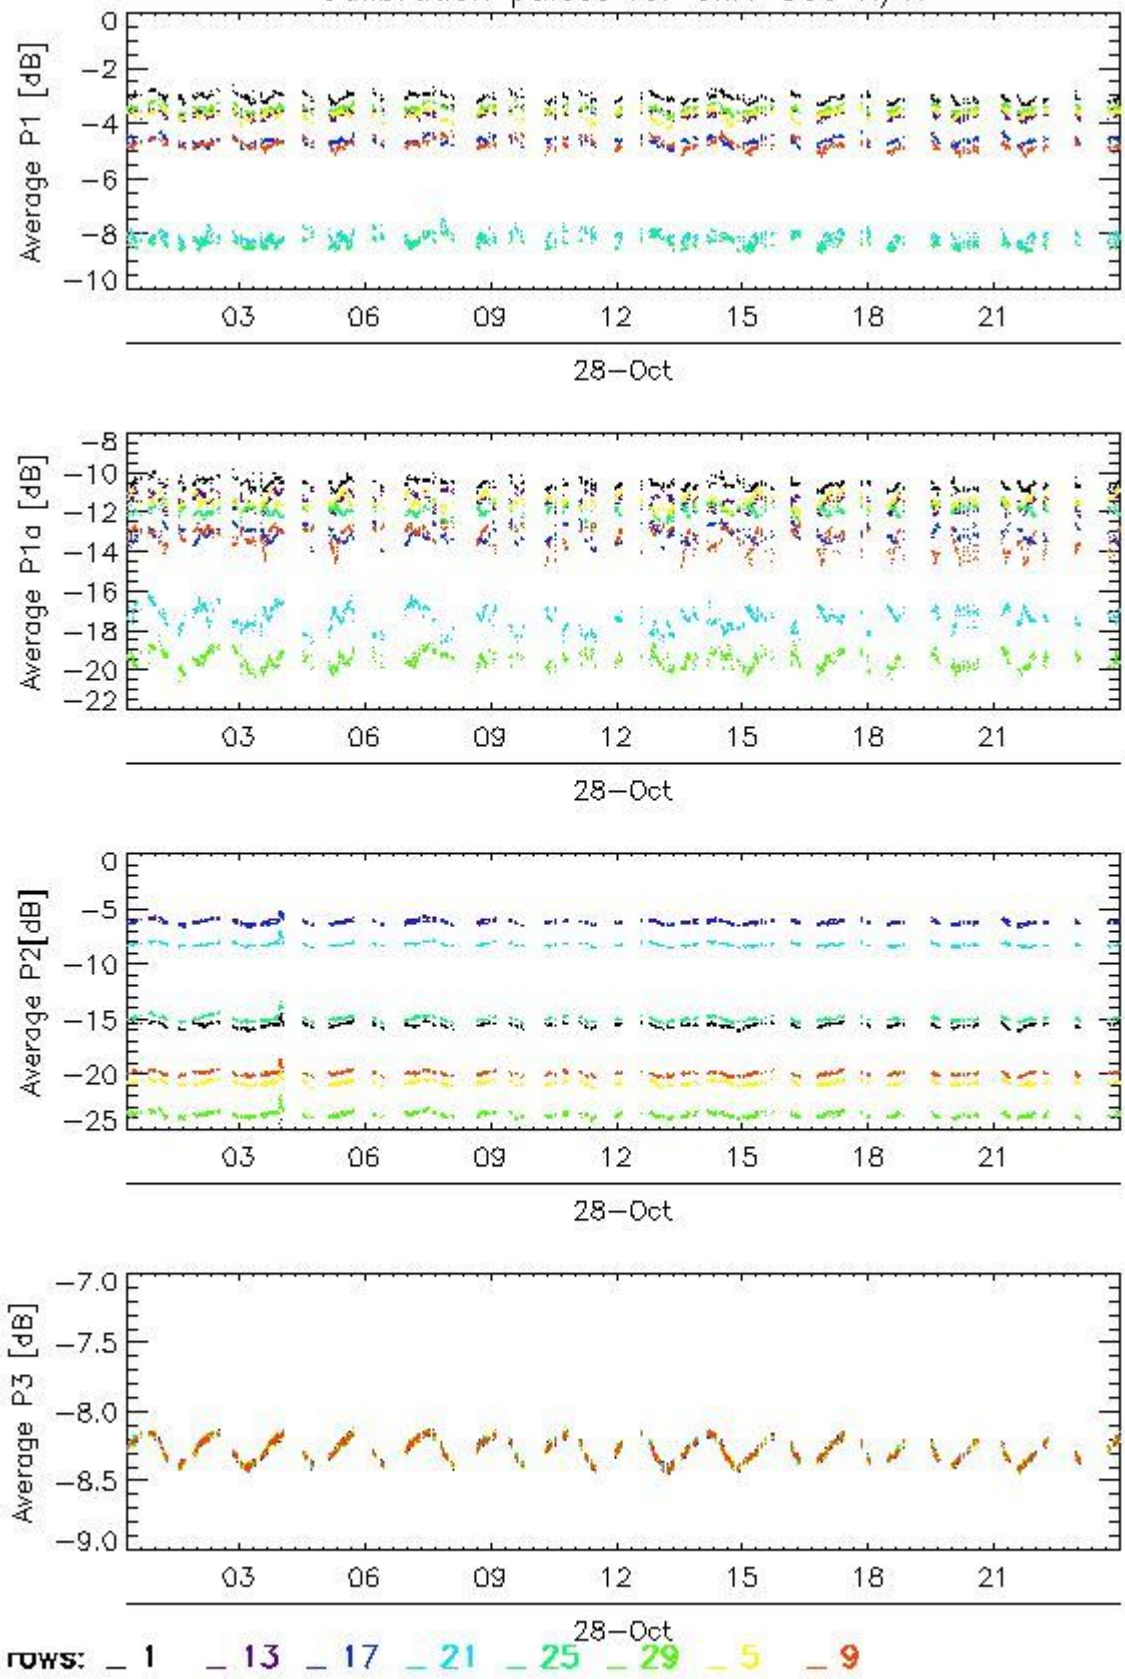 0
-2
-4
-6
-8
-10
Average P1 [dB]
03 06 09 12 15 18 21
28-Oct
-8
-10
-12
-14
-16
-18
-20
-22
Average P1a [dB]
03 06 09 12 15 18 21
28-Oct
0
-5
-10
-15
-20
-25
Average P2[dB]
03 06 09 12 15 18 21
28-Oct
-7.0
-7.5
-8.0
-8.5
-9.0
Average P3 [dB]
03 06 09 12 15 18 21
28-Oct
rows: _ 1 _ 13 _ 17 _ 21 _ 25 _ 29 _ 5 _ 9